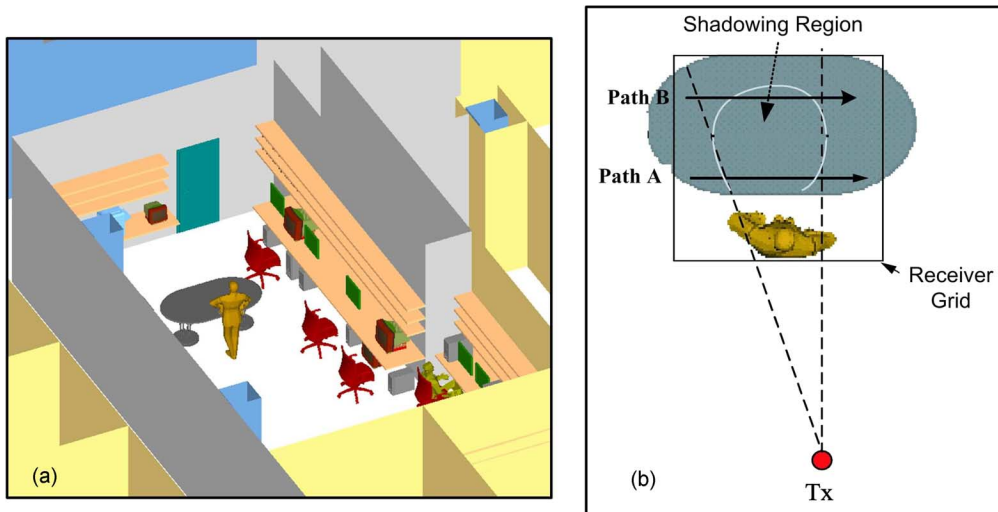 (a)
Shadowing Region
Path B
Path A
Receiver
Grid
(b)
Tx